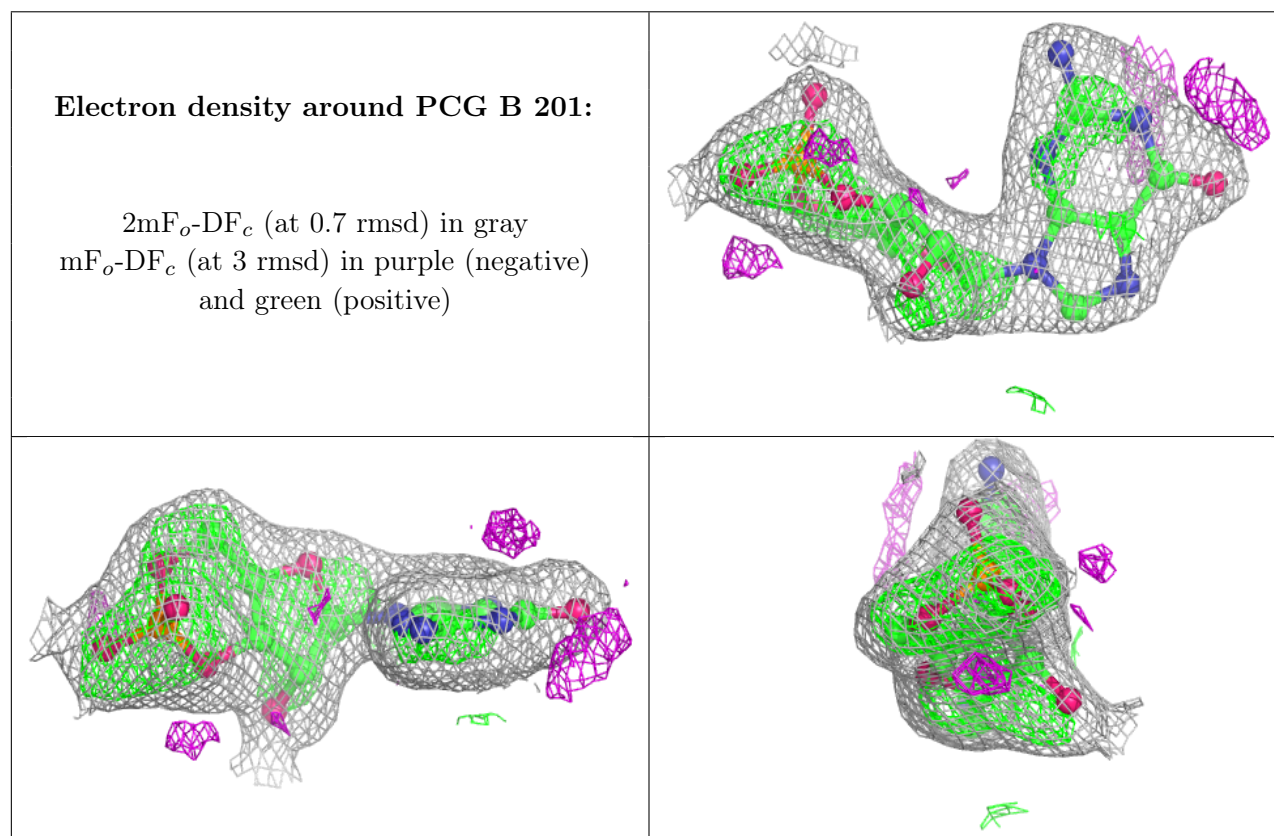 Electron density around PCG B 201:
2mFₒ-DF𝒸 (at 0.7 rmsd) in gray
mFₒ-DF𝒸 (at 3 rmsd) in purple (negative)
and green (positive)